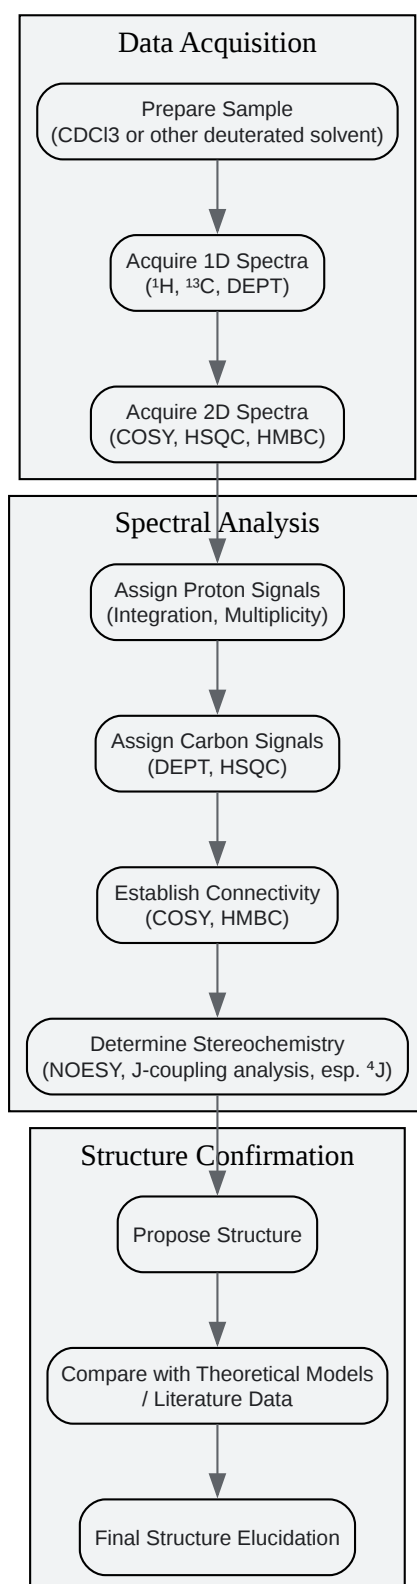 Data Acquisition
Prepare Sample
(CDCl3 or other deuterated solvent)
Acquire 1D Spectra
(¹H, ¹³C, DEPT)
Acquire 2D Spectra
(COSY, HSQC, HMBC)
Spectral Analysis
Assign Proton Signals
(Integration, Multiplicity)
Assign Carbon Signals
(DEPT, HSQC)
Establish Connectivity
(COSY, HMBC)
Determine Stereochemistry
(NOESY, J-coupling analysis, esp. ⁴J)
Structure Confirmation
Propose Structure
Compare with Theoretical Models
/ Literature Data
Final Structure Elucidation